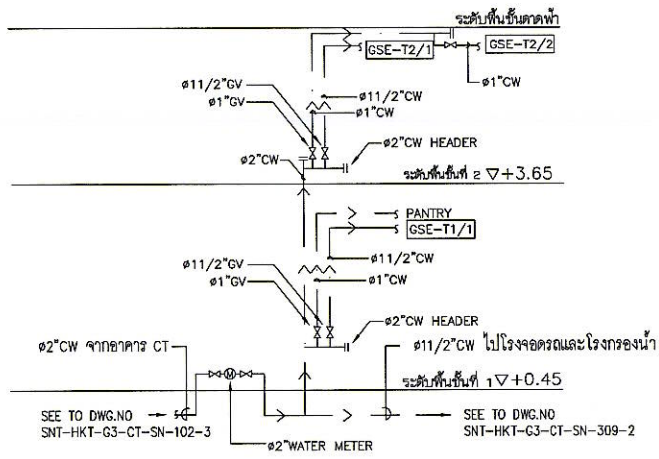 ระดับพื้นชั้นดาดฟ้า
GSE-T2/1
GSE-T2/2
ø1"CW
ø11/2"GV
ø1"GV
ø11/2"CW
ø1"CW
ø2"CW
ø2"CW HEADER
ระดับพื้นชั้นที่ 2 ▽+3.65
PANTRY
GSE-T1/1
ø11/2"GV
ø11/2"CW
ø1"GV
ø1"CW
ø2"CW HEADER
ø2"CW จากอาคาร CT
ø11/2"CW ไปโรงจอดรถและโรงกรองน้ำ
M
ระดับพื้นชั้นที่ 1▽+0.45
SEE TO DWG.NO
SNT-HKT-G3-CT-SN-102-3
SEE TO DWG.NO
SNT-HKT-G3-CT-SN-309-2
ø2"WATER METER